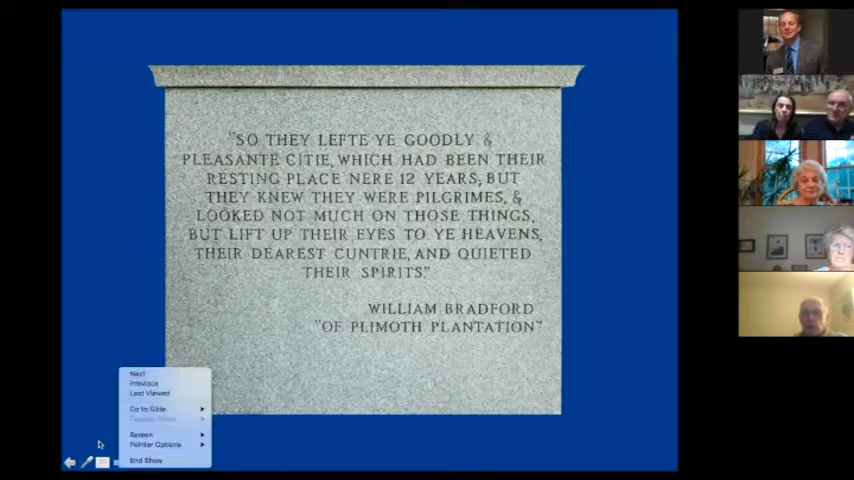 "SO THEY LEFTE YE GOODLY &
PLEASANTE CITIE, WHICH HAD BEEN THEIR
RESTING PLACE NERE 12 YEARS; BUT
THEY KNEW THEY WERE PILGRIMES, &
LOOKED NOT MUCH ON THOSE THINGS,
BUT LIFT UP THEIR EYES TO YE HEAVENS,
THEIR DEAREST CUNTRIE, AND QUIETED
THEIR SPIRITS."
WILLIAM BRADFORD
"OF PLIMOTH PLANTATION"
Next
Previous
Last Viewed
Go to Slide
Screen
Pointer Options
End Show